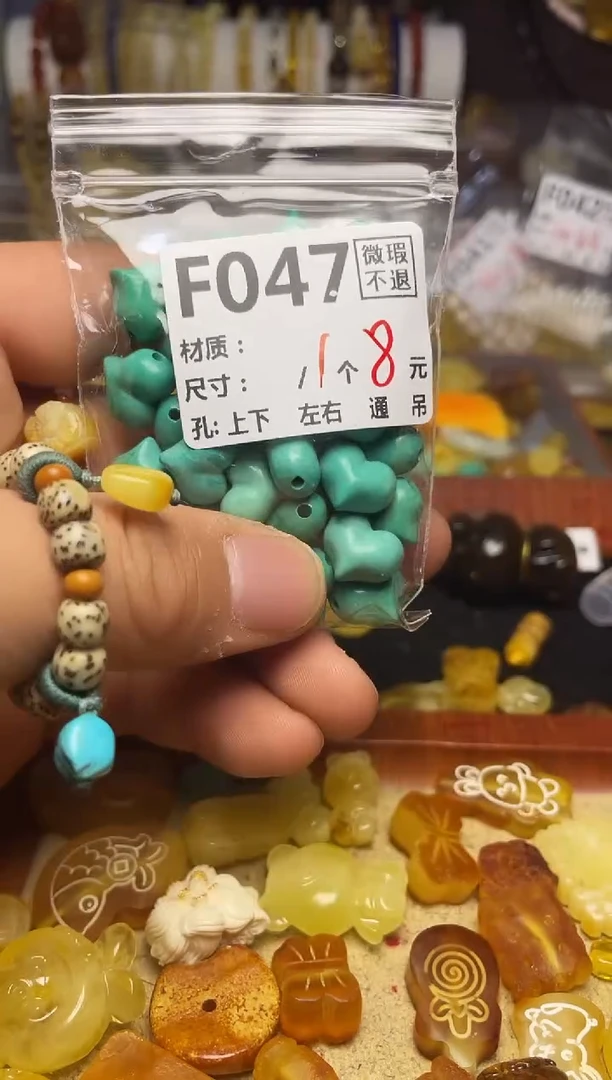 F047 微瑕
不退
材质：
尺寸： /1个 8元
孔: 上下 左右 通 吊